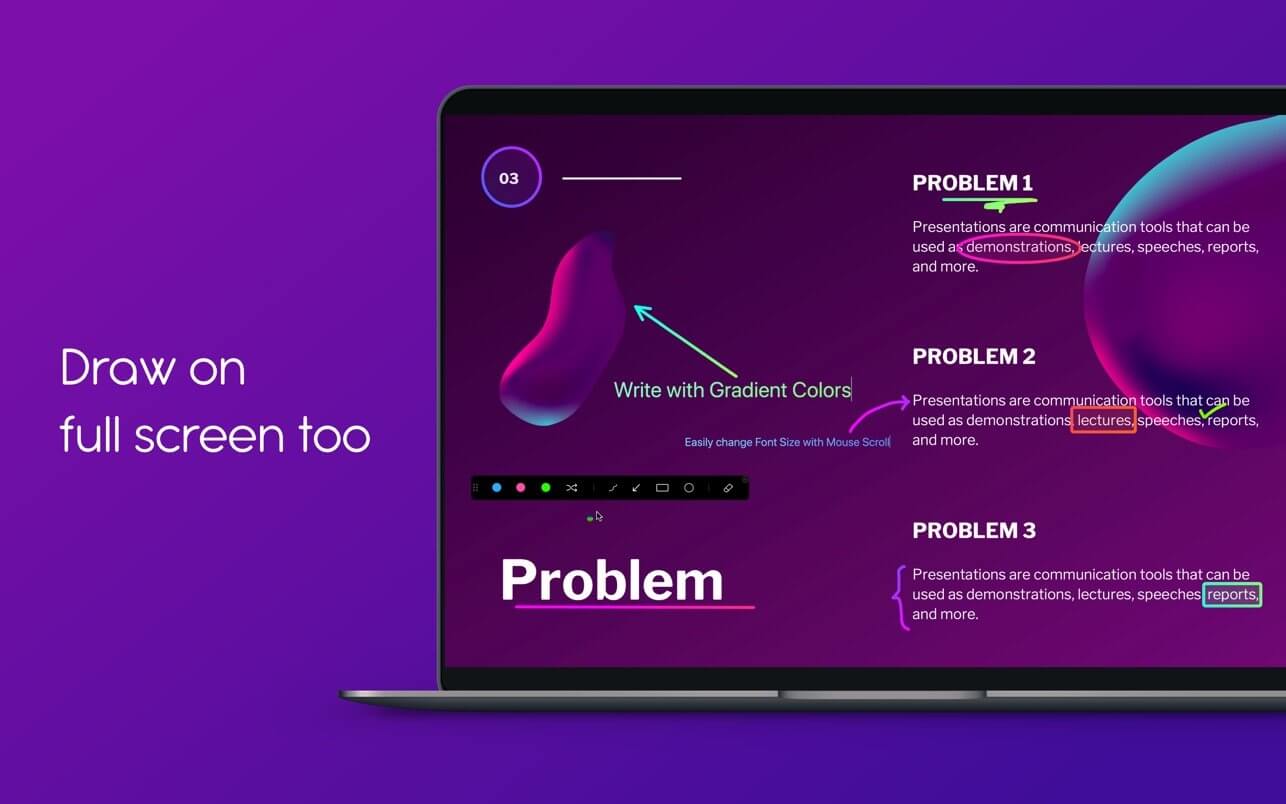 Draw on
full screen too
03
Write with Gradient Colors
Easily change Font Size with Mouse Scroll
Problem
PROBLEM 1
Presentations are communication tools that can be
used as demonstrations, lectures, speeches, reports,
and more.
PROBLEM 2
Presentations are communication tools that can be
used as demonstrations, lectures, speeches, reports,
and more.
PROBLEM 3
Presentations are communication tools that can be
used as demonstrations, lectures, speeches reports,
and more.